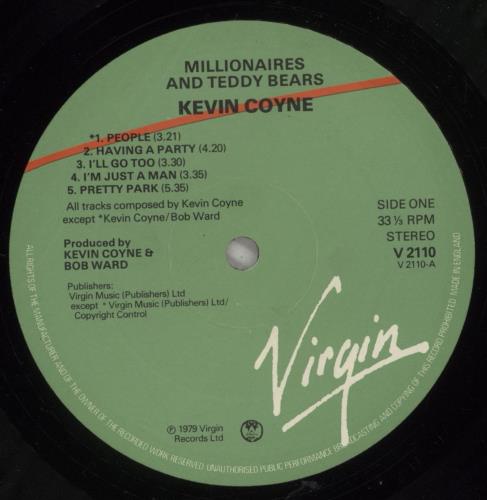 MILLIONAIRES
AND TEDDY BEARS
KEVIN COYNE
*1. PEOPLE (3.21)
2. HAVING A PARTY (4.20)
3. I'LL GO TOO (3.30)
4. I'M JUST A MAN (3.35)
5. PRETTY PARK (5.35)
All tracks composed by Kevin Coyne
except *Kevin Coyne/Bob Ward
Produced by
KEVIN COYNE &
BOB WARD
Publishers:
Virgin Music (Publishers) Ltd
except * Virgin Music (Publishers) Ltd/
Copyright Control
SIDE ONE
33 ⅓ RPM
STEREO
V 2110
V 2110-A
Virgin
℗ 1979 Virgin
Records Ltd
ALL RIGHTS OF THE MANUFACTURER AND OF THE OWNER OF THE RECORDED WORK RESERVED. UNAUTHORISED PUBLIC PERFORMANCE BROADCASTING AND COPYING OF THIS RECORD PROHIBITED. MADE IN ENGLAND